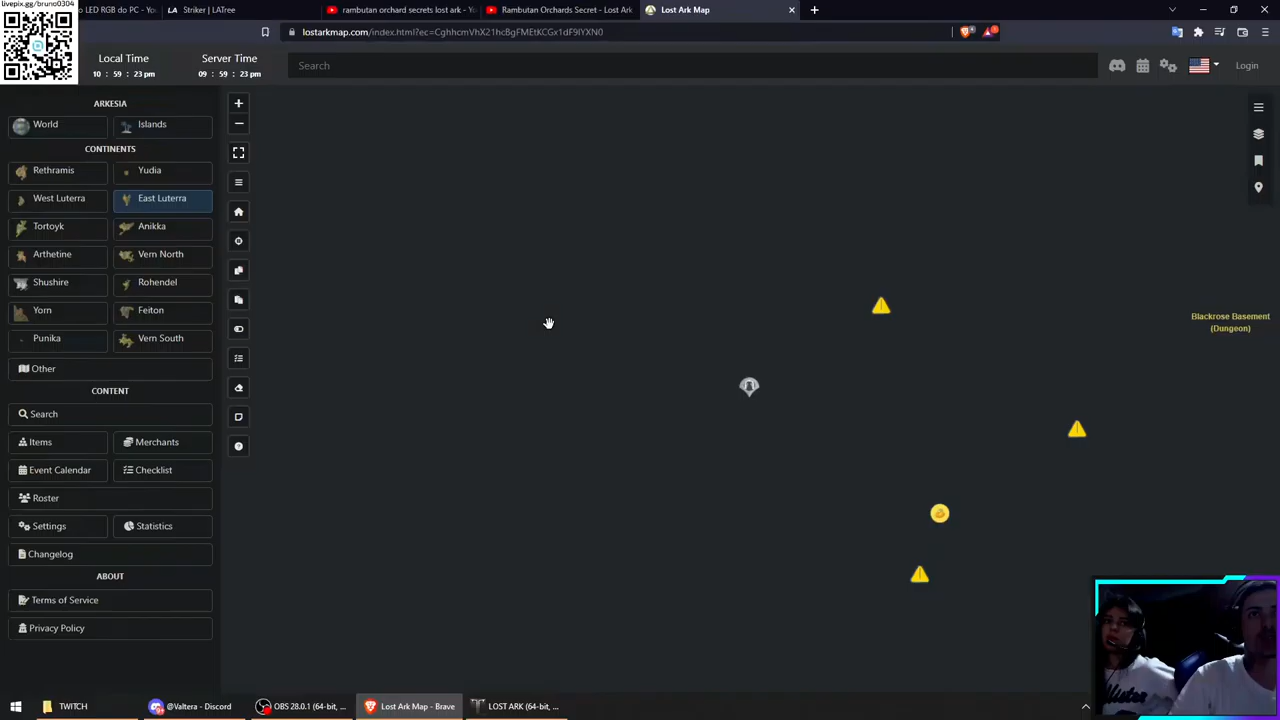 livepix.gg/bruno0304
o LED RGB do PC - You
LA Striker | LATree
rambutan orchard secrets lost ark - Yo
Rambutan Orchards Secret - Lost Ark
Lost Ark Map
lostarkmap.com/index.html?ec=CghhcmVhX21hcBgFMEtKCGx1dF9lYXN0
Local Time
10 : 59 : 23 pm
Server Time
09 : 59 : 23 pm
Search
Login
ARKESIA
World
Islands
CONTINENTS
Rethramis
Yudia
West Luterra
East Luterra
Tortoyk
Anikka
Arthetine
Vern North
Shushire
Rohendel
Yorn
Feiton
Punika
Vern South
Other
CONTENT
Search
Items
Merchants
Event Calendar
Checklist
Roster
Settings
Statistics
Changelog
ABOUT
Terms of Service
Privacy Policy
Blackrose Basement
(Dungeon)
TWITCH
@Valtera - Discord
OBS 28.0.1 (64-bit, ...
Lost Ark Map - Brave
LOST ARK (64-bit, ...